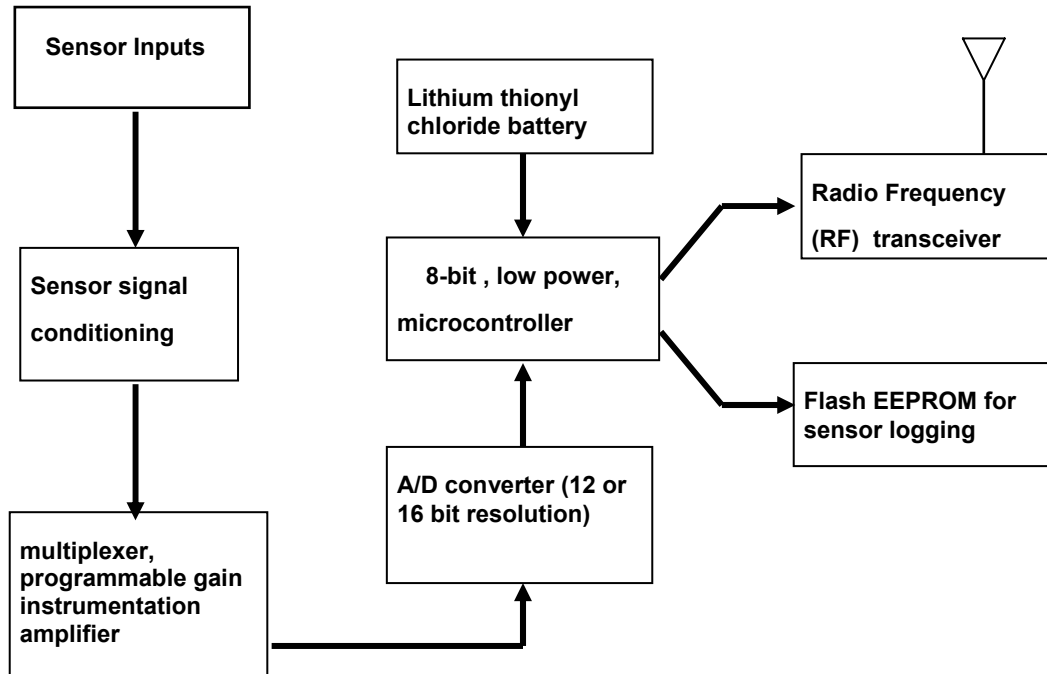 Sensor Inputs
Lithium thionyl
chloride battery
Radio Frequency
(RF) transceiver
Sensor signal
conditioning
8-bit , low power,
microcontroller
Flash EEPROM for
sensor logging
A/D converter (12 or
16 bit resolution)
multiplexer,
programmable gain
instrumentation
amplifier